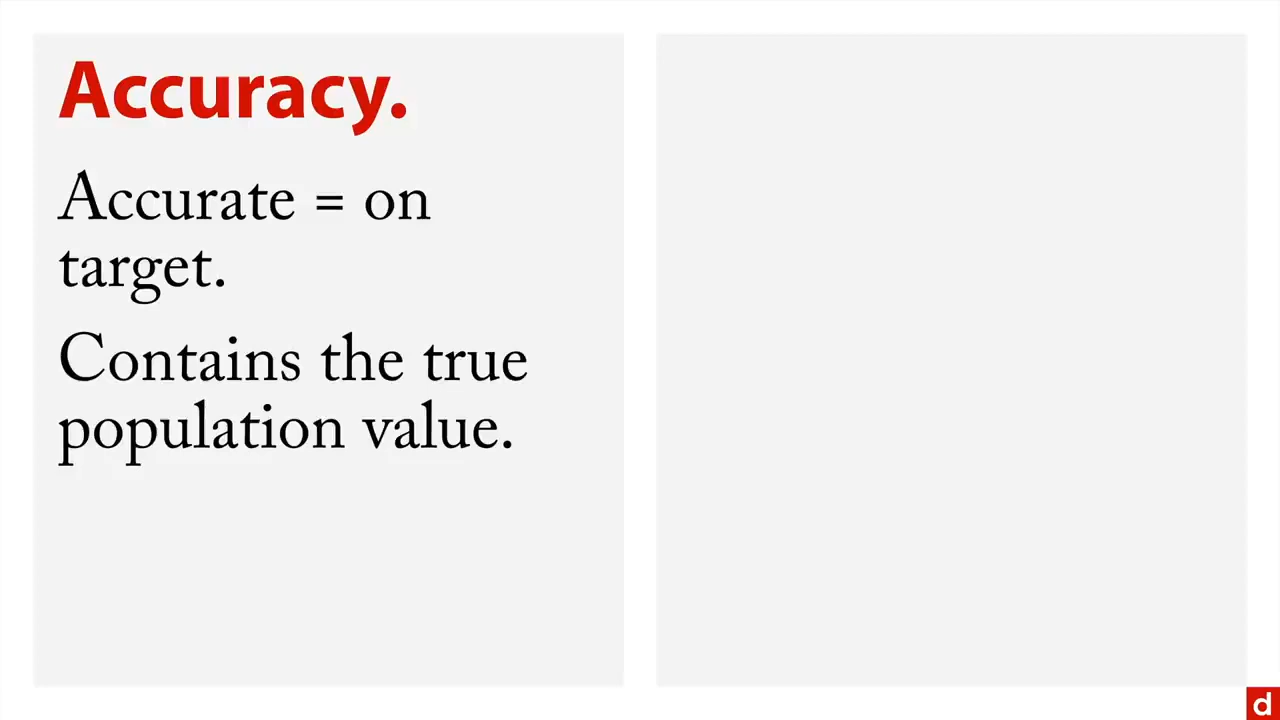 Accuracy.
Accurate = on
target.
Contains the true
population value.
d